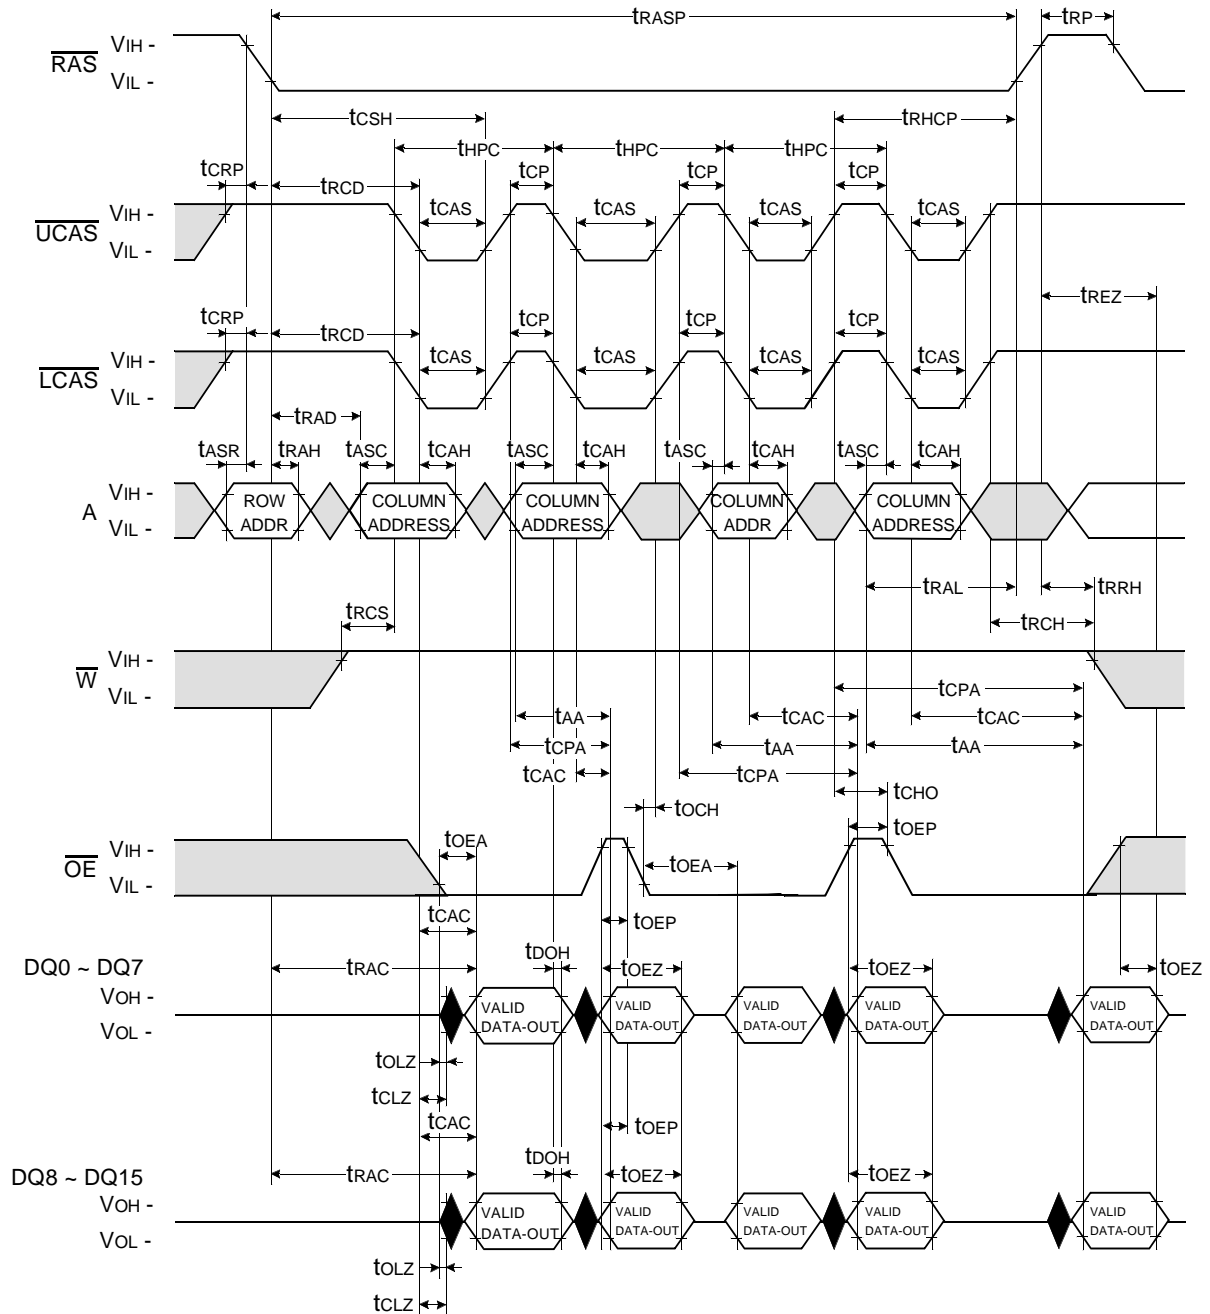 tRASP
tRP
RAS
VIH -
VIL -
tCSH
tRHCP
tHPC
tHPC
tHPC
tCRP
tRCD
tCP
tCP
tCP
UCAS
VIH -
VIL -
tCAS
tCAS
tCAS
tCAS
tREZ
tCRP
tRCD
tCP
tCP
tCP
LCAS
VIH -
VIL -
tCAS
tCAS
tCAS
tCAS
tRAD
tASR
tRAH
tASC
tCAH
tASC
tCAH
tASC
tCAH
tASC
tCAH
A
VIH -
VIL -
ROW
ADDR
COLUMN
ADDRESS
COLUMN
ADDRESS
COLUMN
ADDR
COLUMN
ADDRESS
tRAL
tRRH
tRCS
tRCH
W
VIH -
VIL -
tCPA
tAA
tCAC
tCAC
tCPA
tAA
tAA
tCAC
tCPA
tCHO
tOCH
tOEP
OE
VIH -
VIL -
tOEA
tOEA
tCAC
tOEP
tDOH
DQ0 ~ DQ7
tRAC
tOEZ
tOEZ
tOEZ
VOH -
VOL -
VALID
DATA-OUT
VALID
DATA-OUT
VALID
DATA-OUT
VALID
DATA-OUT
VALID
DATA-OUT
tOLZ
tCLZ
tCAC
tOEP
tDOH
DQ8 ~ DQ15
tRAC
tOEZ
tOEZ
VOH -
VOL -
VALID
DATA-OUT
VALID
DATA-OUT
VALID
DATA-OUT
VALID
DATA-OUT
VALID
DATA-OUT
tOLZ
tCLZ